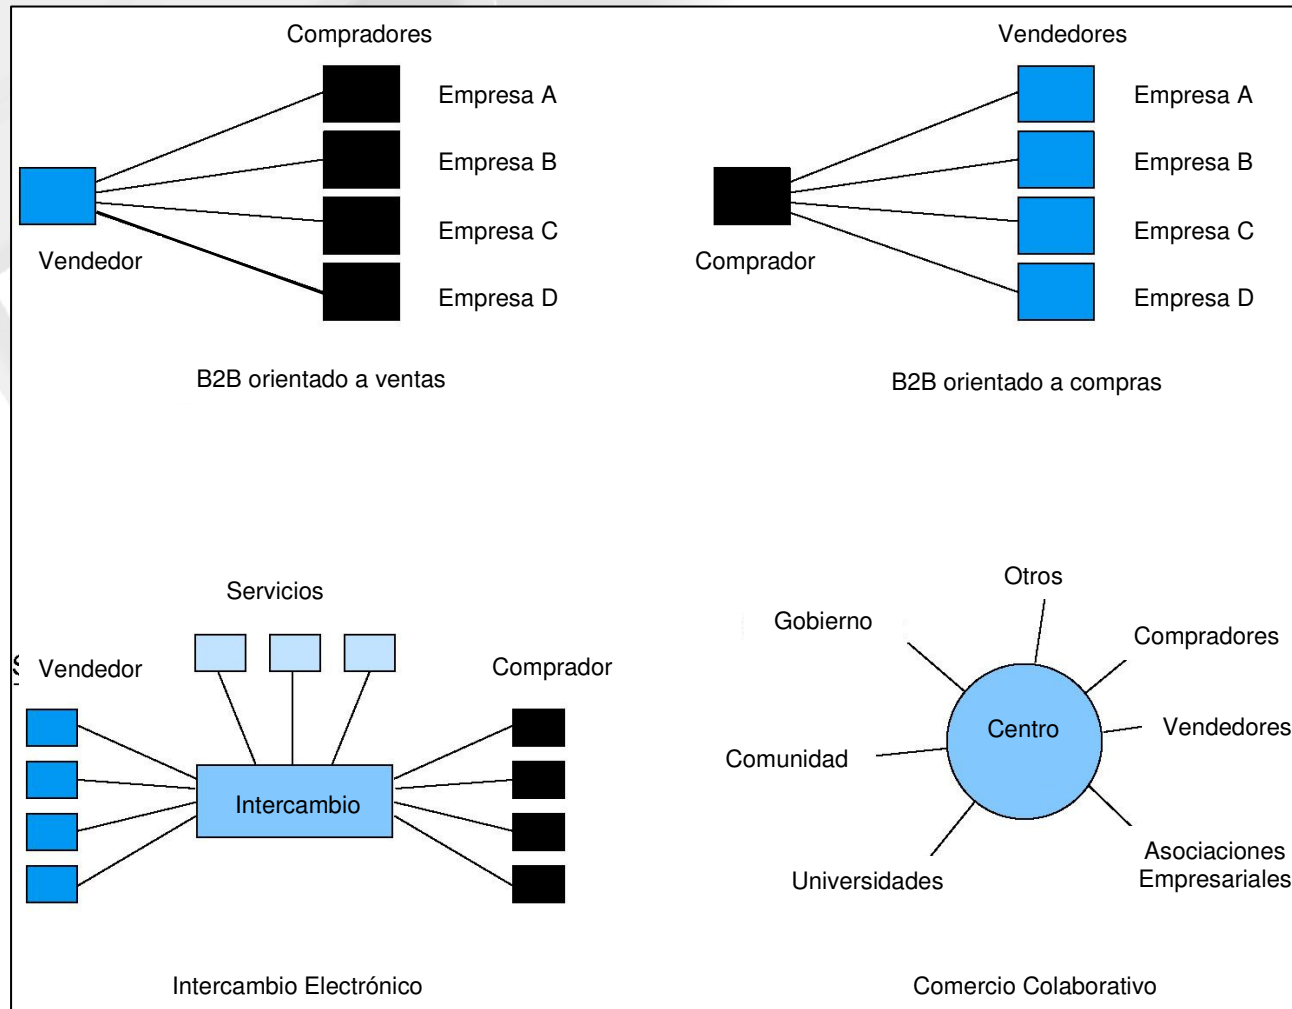 Compradores
Empresa A
Empresa B
Empresa C
Empresa D
Vendedor
B2B orientado a ventas
Vendedores
Empresa A
Empresa B
Empresa C
Empresa D
Comprador
B2B orientado a compras
Servicios
Vendedor
Comprador
Intercambio
Intercambio Electrónico
Otros
Gobierno
Compradores
Centro
Vendedores
Comunidad
Universidades
Asociaciones
Empresariales
Comercio Colaborativo